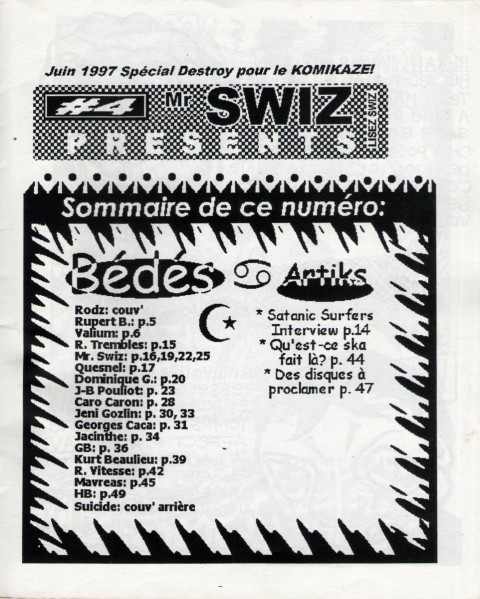 Juin 1997 Spécial Destroy pour le KOMIKAZE!
#4 Mr SWIZ
PRESENTS
LISEZ SWIZ 2
Sommaire de ce numéro:
Bédés
Rodz: couv'
Rupert B.: p.5
Valium: p.6
R. Trembles: p.15
Mr. Swiz: p.16,19,22,25
Quesnel: p.17
Dominique G.: p.20
J-B Pouliot: p. 23
Caro Caron: p. 28
Jeni Gozlin: p. 30, 33
Georges Caca: p. 31
Jacinthe: p. 34
GB: p. 36
Kurt Beaulieu: p.39
R. Vitesse: p.42
Mavreas: p.45
HB: p.49
Suicide: couv' arrière
Artiks
* Satanic Surfers
Interview p.14
* Qu'est-ce ska
fait là? p. 44
* Des disques à
proclamer p. 47